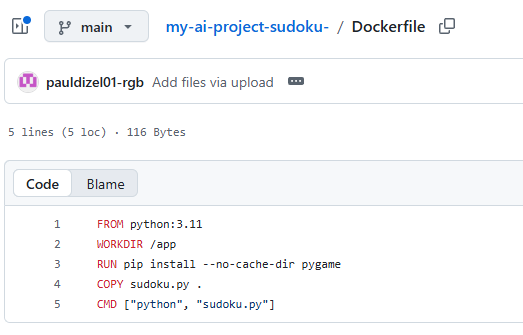 main
my-ai-project-sudoku- / Dockerfile
pauldizel01-rgb Add files via upload
5 lines (5 loc) · 116 Bytes
Code Blame
1 FROM python:3.11
2 WORKDIR /app
3 RUN pip install --no-cache-dir pygame
4 COPY sudoku.py .
5 CMD ["python", "sudoku.py"]